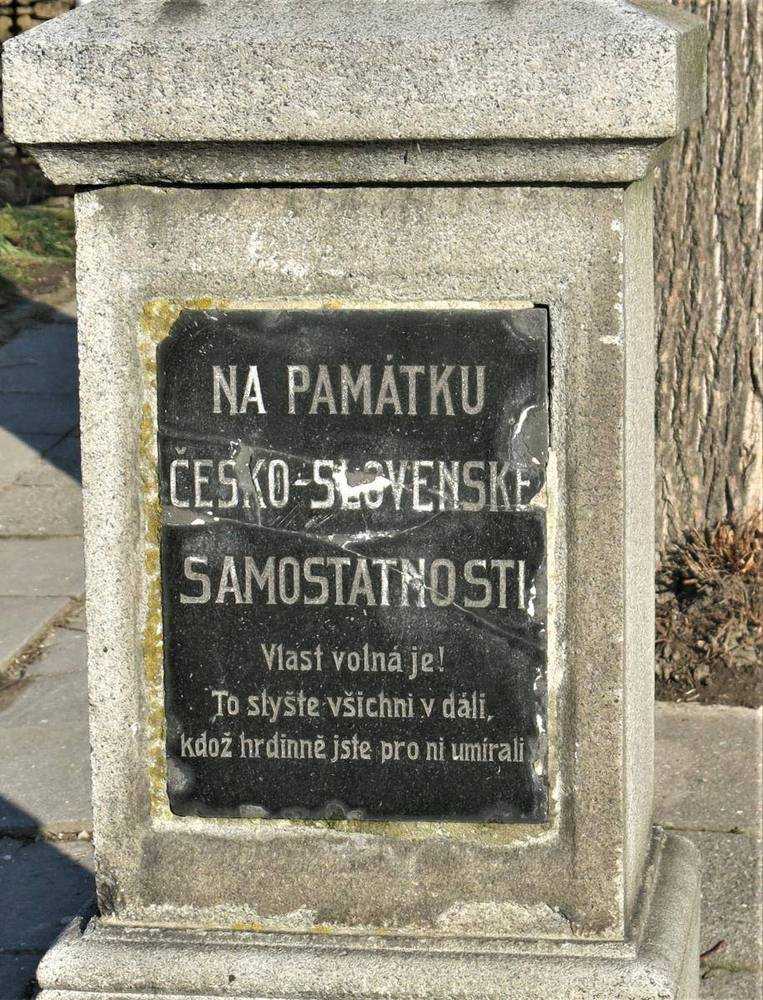 NA PAMÁTKU
ČESKO-SLOVENSKÉ
SAMOSTATNOSTI
Vlast volná je!
To slyšte všichni v dáli,
kdož hrdinně jste pro ni umírali